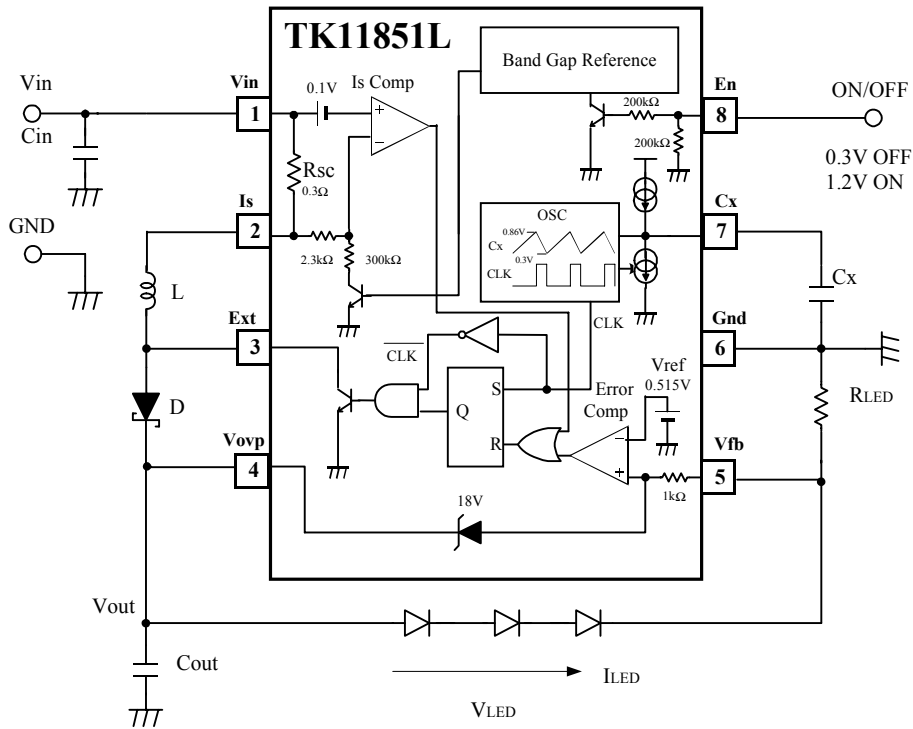 TK11851L
Vin
Cin
GND
Vin
1
0.1V
Is Comp
+
−
Rsc
0.3Ω
Is
2
2.3kΩ
300kΩ
Band Gap Reference
200kΩ
200kΩ
En
8
ON/OFF
0.3V OFF
1.2V ON
OSC
0.86V
Cx
0.3V
CLK
Cx
7
Cx
L
Ext
3
CLK
CLK
Gnd
6
RLED
D
Q
S
R
Error
Comp
Vref
0.515V
−
+
Vovp
4
Vfb
5
1kΩ
18V
Vout
Cout
ILED
VLED